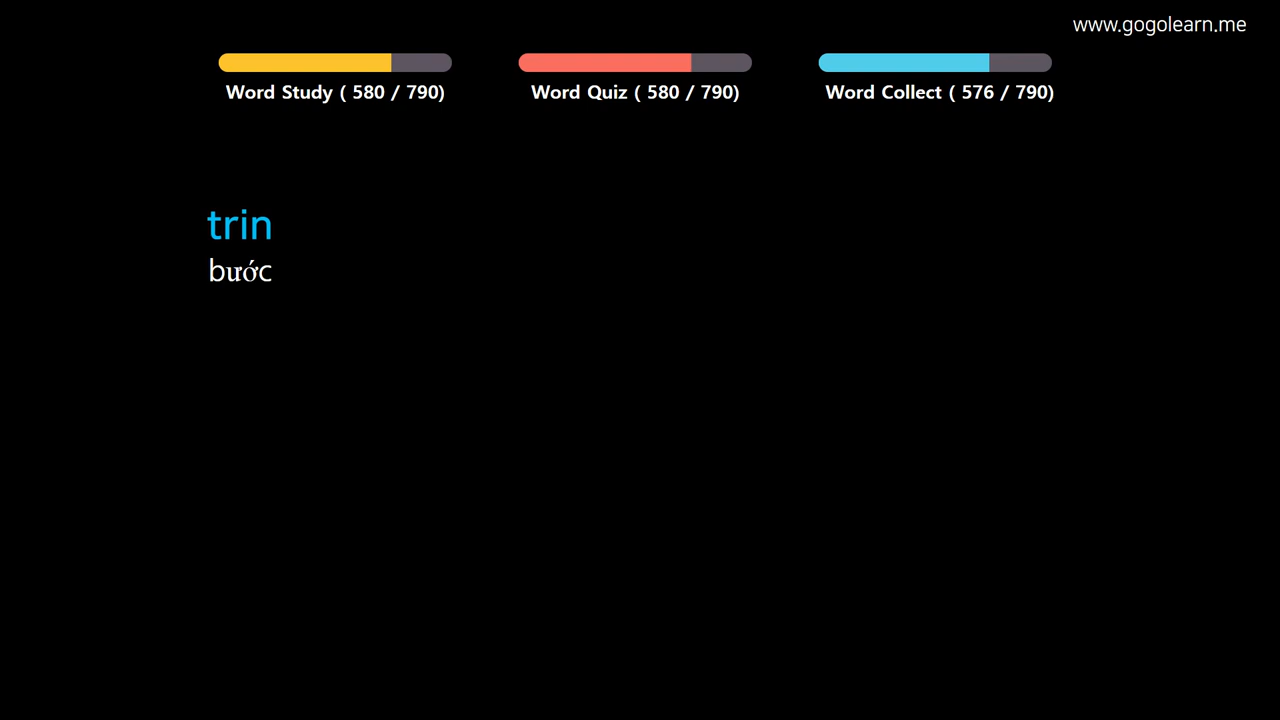 www.gogolearn.me
Word Study ( 580 / 790)
Word Quiz ( 580 / 790)
Word Collect ( 576 / 790)
trin
bước